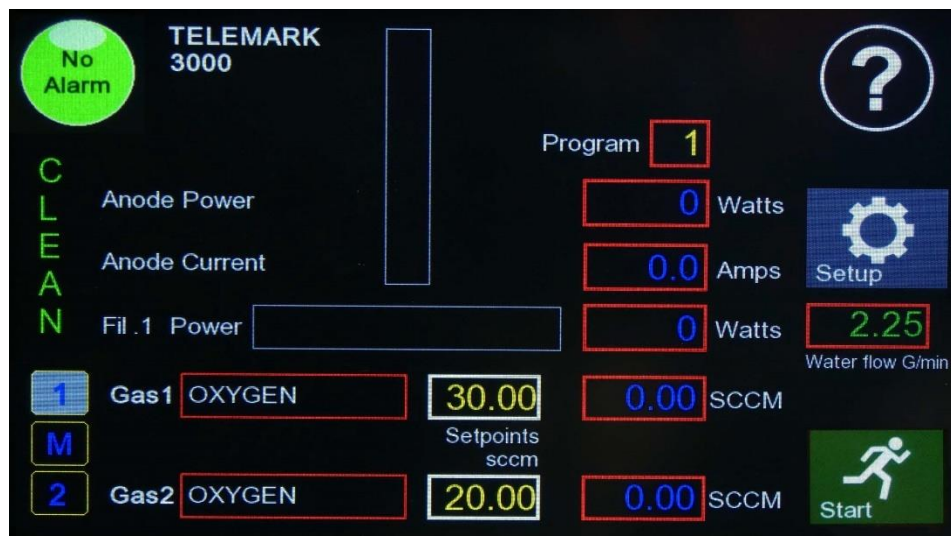 No
Alarm
TELEMARK
3000
?
Program 1
CLEAN
Anode Power 0 Watts
Anode Current 0.0 Amps
Setup
Fil .1 Power 0 Watts
2.25
Water flow G/min
1 Gas1 OXYGEN 30.00 0.00 SCCM
Setpoints
sccm
M
2 Gas2 OXYGEN 20.00 0.00 SCCM
Start